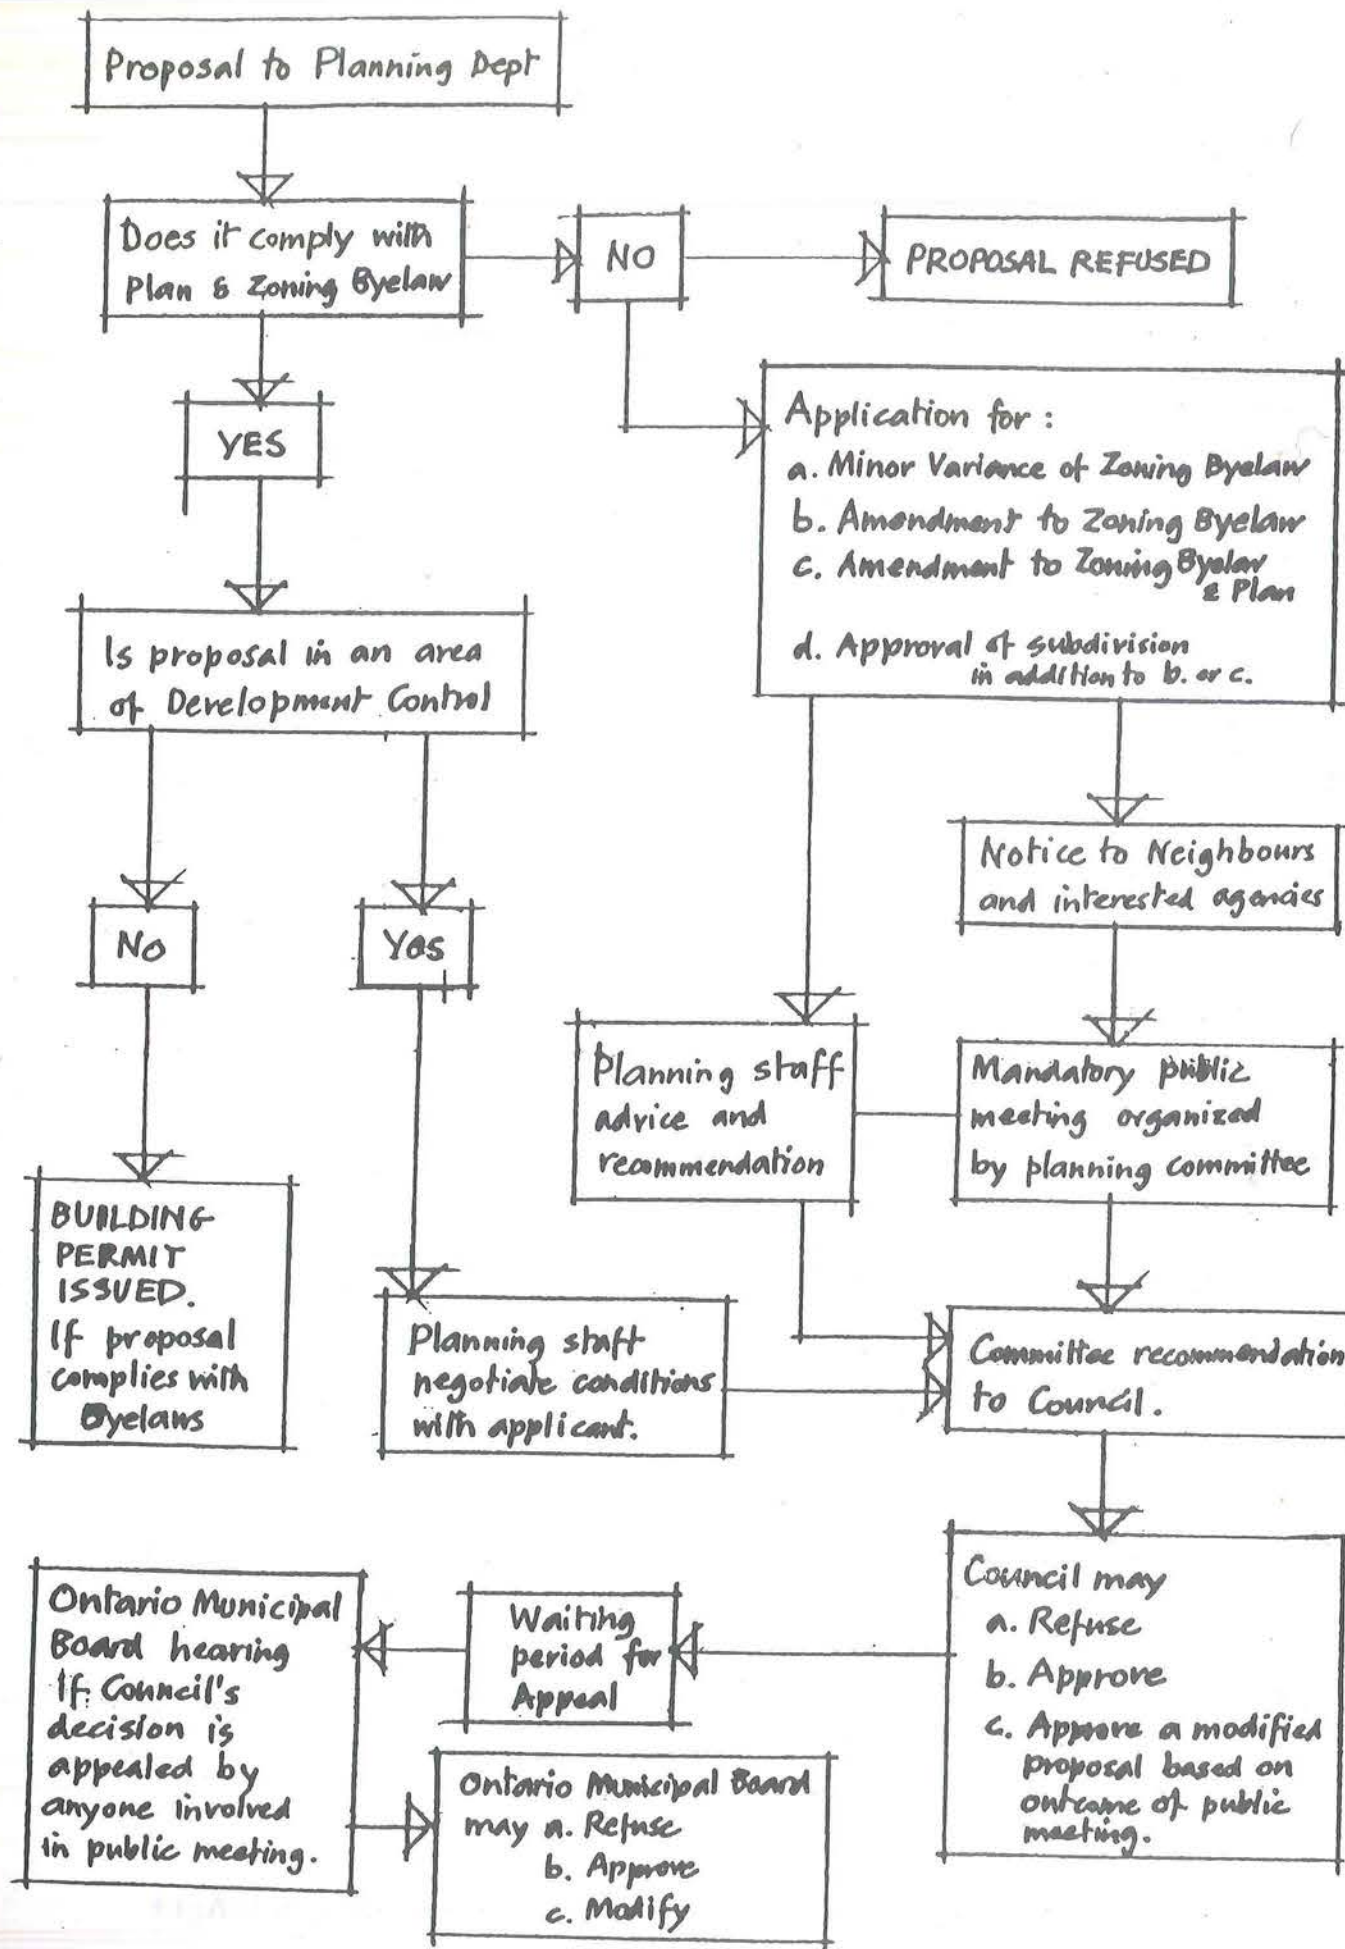 Proposal to Planning Dept
Does it comply with
Plan & Zoning Byelaw
NO
PROPOSAL REFUSED
YES
Application for :
a. Minor Variance of Zoning Byelaw
b. Amendment to Zoning Byelaw
c. Amendment to Zoning Byelaw
& Plan
d. Approval of subdivision
in addition to b. or c.
Is proposal in an area
of Development Control
No
Yes
Notice to Neighbours
and interested agencies
Planning staff
advice and
recommendation
Mandatory public
meeting organized
by planning committee
BUILDING
PERMIT
ISSUED.
If proposal
complies with
Byelaws
Planning staff
negotiate conditions
with applicant.
Committee recommendation
to Council.
Council may
a. Refuse
b. Approve
c. Approve a modified
proposal based on
outcome of public
meeting.
Waiting
period for
Appeal
Ontario Municipal
Board hearing
If Council's
decision is
appealed by
anyone involved
in public meeting.
Ontario Municipal Board
may a. Refuse
b. Approve
c. Modify